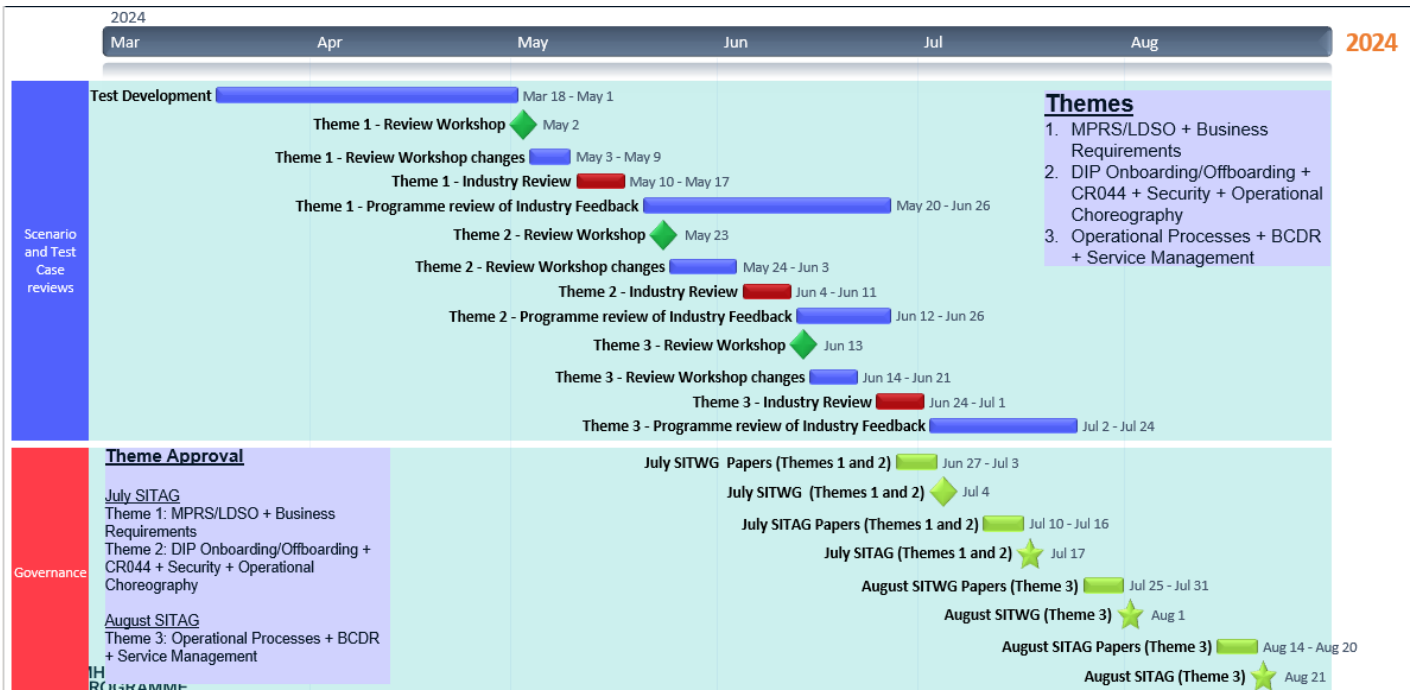 2024
Mar Apr May Jun Jul Aug
2024
Scenario
and Test
Case
reviews
Test Development Mar 18 - May 1
Theme 1 - Review Workshop May 2
Theme 1 - Review Workshop changes May 3 - May 9
Theme 1 - Industry Review May 10 - May 17
Theme 1 - Programme review of Industry Feedback May 20 - Jun 26
Theme 2 - Review Workshop May 23
Theme 2 - Review Workshop changes May 24 - Jun 3
Theme 2 - Industry Review Jun 4 - Jun 11
Theme 2 - Programme review of Industry Feedback Jun 12 - Jun 26
Theme 3 - Review Workshop Jun 13
Theme 3 - Review Workshop changes Jun 14 - Jun 21
Theme 3 - Industry Review Jun 24 - Jul 1
Theme 3 - Programme review of Industry Feedback Jul 2 - Jul 24
Themes
1. MPRS/LDSO + Business
Requirements
2. DIP Onboarding/Offboarding +
CR044 + Security + Operational
Choreography
3. Operational Processes + BCDR
+ Service Management
Governance
Theme Approval
July SITAG
Theme 1: MPRS/LDSO + Business
Requirements
Theme 2: DIP Onboarding/Offboarding +
CR044 + Security + Operational
Choreography
August SITAG
Theme 3: Operational Processes + BCDR
+ Service Management
July SITWG Papers (Themes 1 and 2) Jun 27 - Jul 3
July SITWG (Themes 1 and 2) Jul 4
July SITAG Papers (Themes 1 and 2) Jul 10 - Jul 16
July SITAG (Themes 1 and 2) Jul 17
August SITWG Papers (Theme 3) Jul 25 - Jul 31
August SITWG (Theme 3) Aug 1
August SITAG Papers (Theme 3) Aug 14 - Aug 20
August SITAG (Theme 3) Aug 21